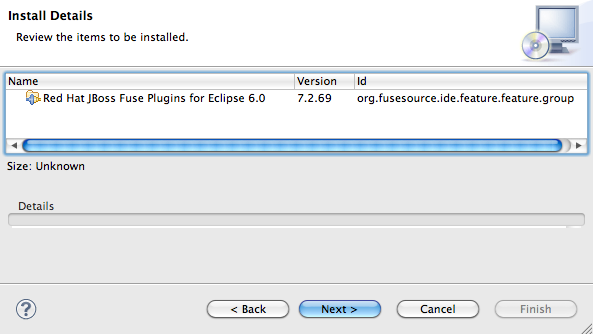 Install Details
Review the items to be installed.
Name Version Id
Red Hat JBoss Fuse Plugins for Eclipse 6.0 7.2.69 org.fusesource.ide.feature.feature.group
Size: Unknown
Details
? < Back Next > Cancel Finish